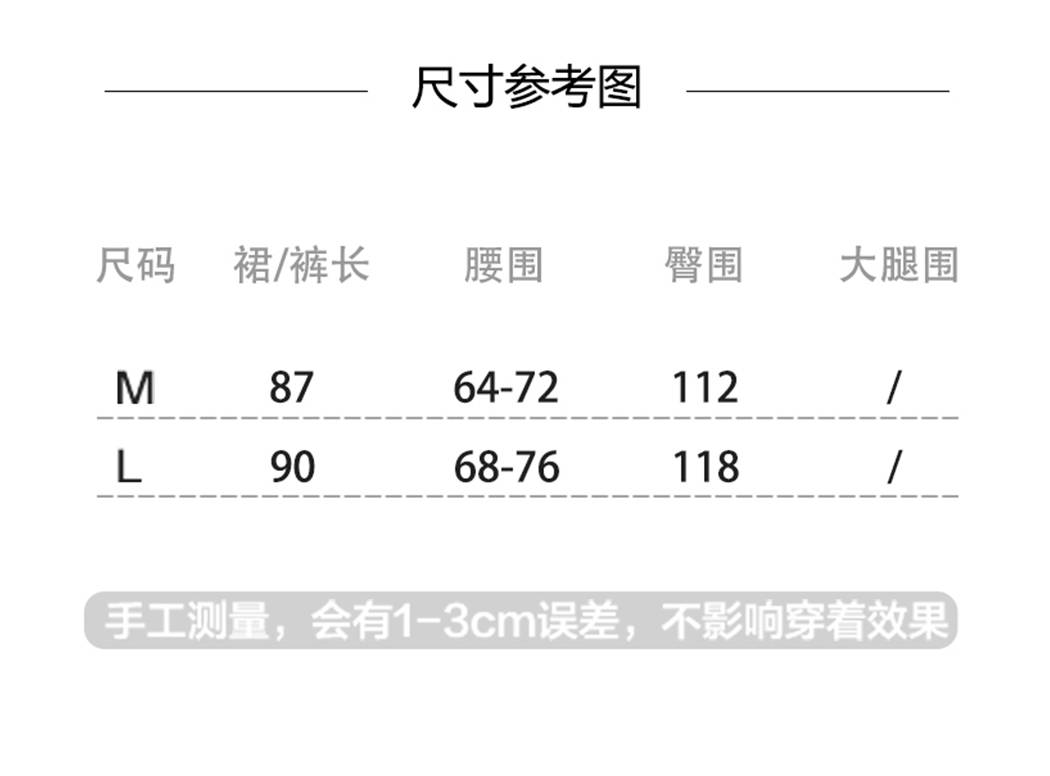 尺寸参考图
尺码 裙/裤长 腰围 臀围 大腿围
M 87 64-72 112 /
L 90 68-76 118 /
手工测量，会有1-3cm误差，不影响穿着效果